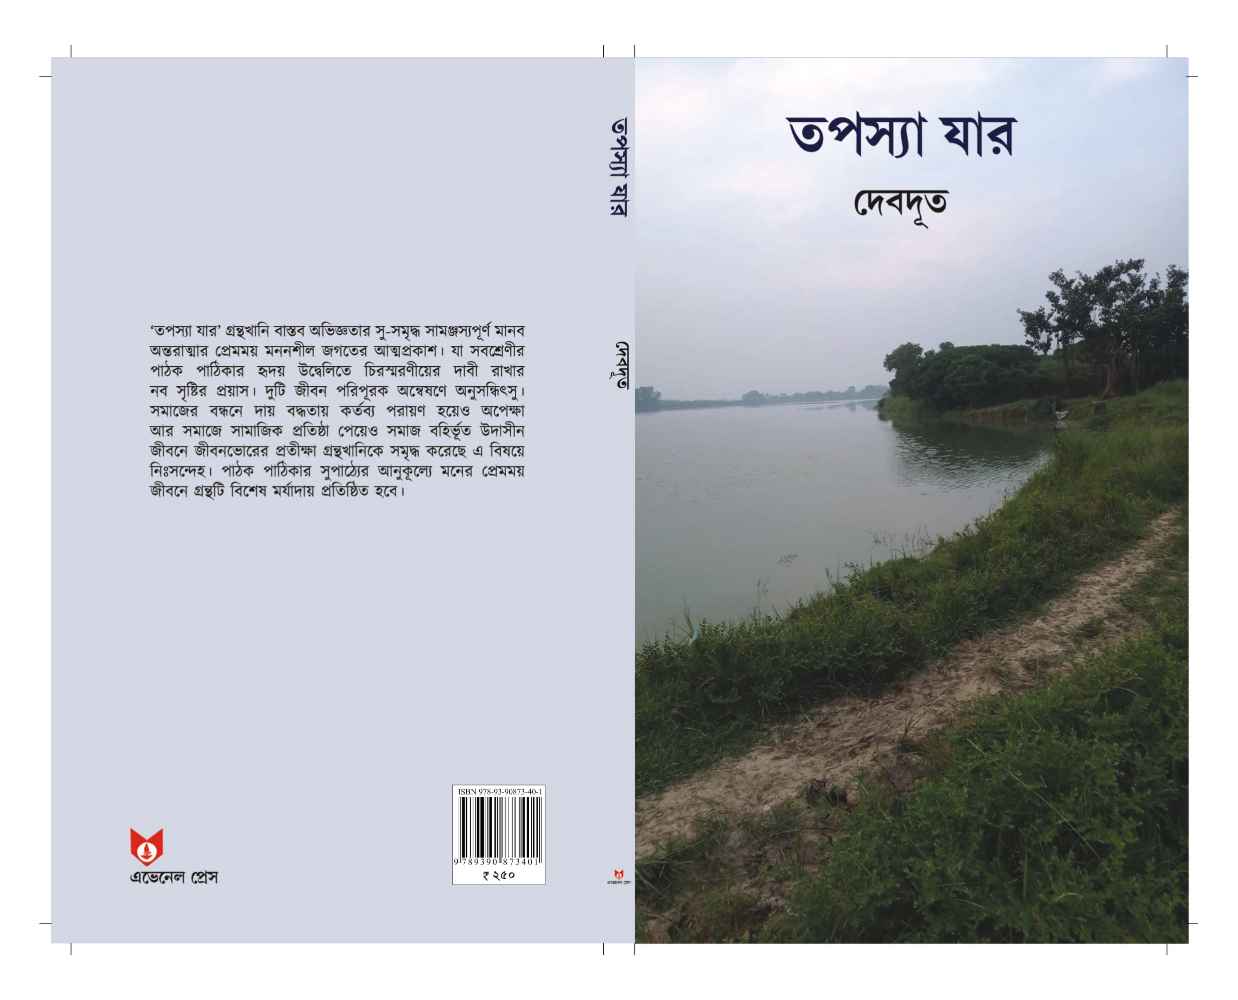 তপস্যা যার
দেবদূত
তপস্যা যার
দেবদূত
এভেনেল প্রেস
‘তপস্যা যার’ গ্রন্থখানি বাস্তব অভিজ্ঞতার সু-সমৃদ্ধ সামঞ্জস্যপূর্ণ মানব
অন্তরাত্মার প্রেমময় মননশীল জগতের আত্মপ্রকাশ। যা সবশ্রেণীর
পাঠক পাঠিকার হৃদয় উদ্বেলিতে চিরস্মরণীয়ের দাবী রাখার
নব সৃষ্টির প্রয়াস। দুটি জীবন পরিপূরক অন্বেষণে অনুসন্ধিৎসু।
সমাজের বন্ধনে দায় বদ্ধতায় কর্তব্য পরায়ণ হয়েও অপেক্ষা
আর সমাজে সামাজিক প্রতিষ্ঠা পেয়েও সমাজ বহির্ভূত উদাসীন
জীবনে জীবনভোরের প্রতীক্ষা গ্রন্থখানিকে সমৃদ্ধ করেছে এ বিষয়ে
নিঃসন্দেহ। পাঠক পাঠিকার সুপাঠ্যের আনুকূল্যে মনের প্রেমময়
জীবনে গ্রন্থটি বিশেষ মর্যাদায় প্রতিষ্ঠিত হবে।
এভেনেল প্রেস
ISBN 978-93-90873-40-1
9 789390 873401
₹ ২৫০